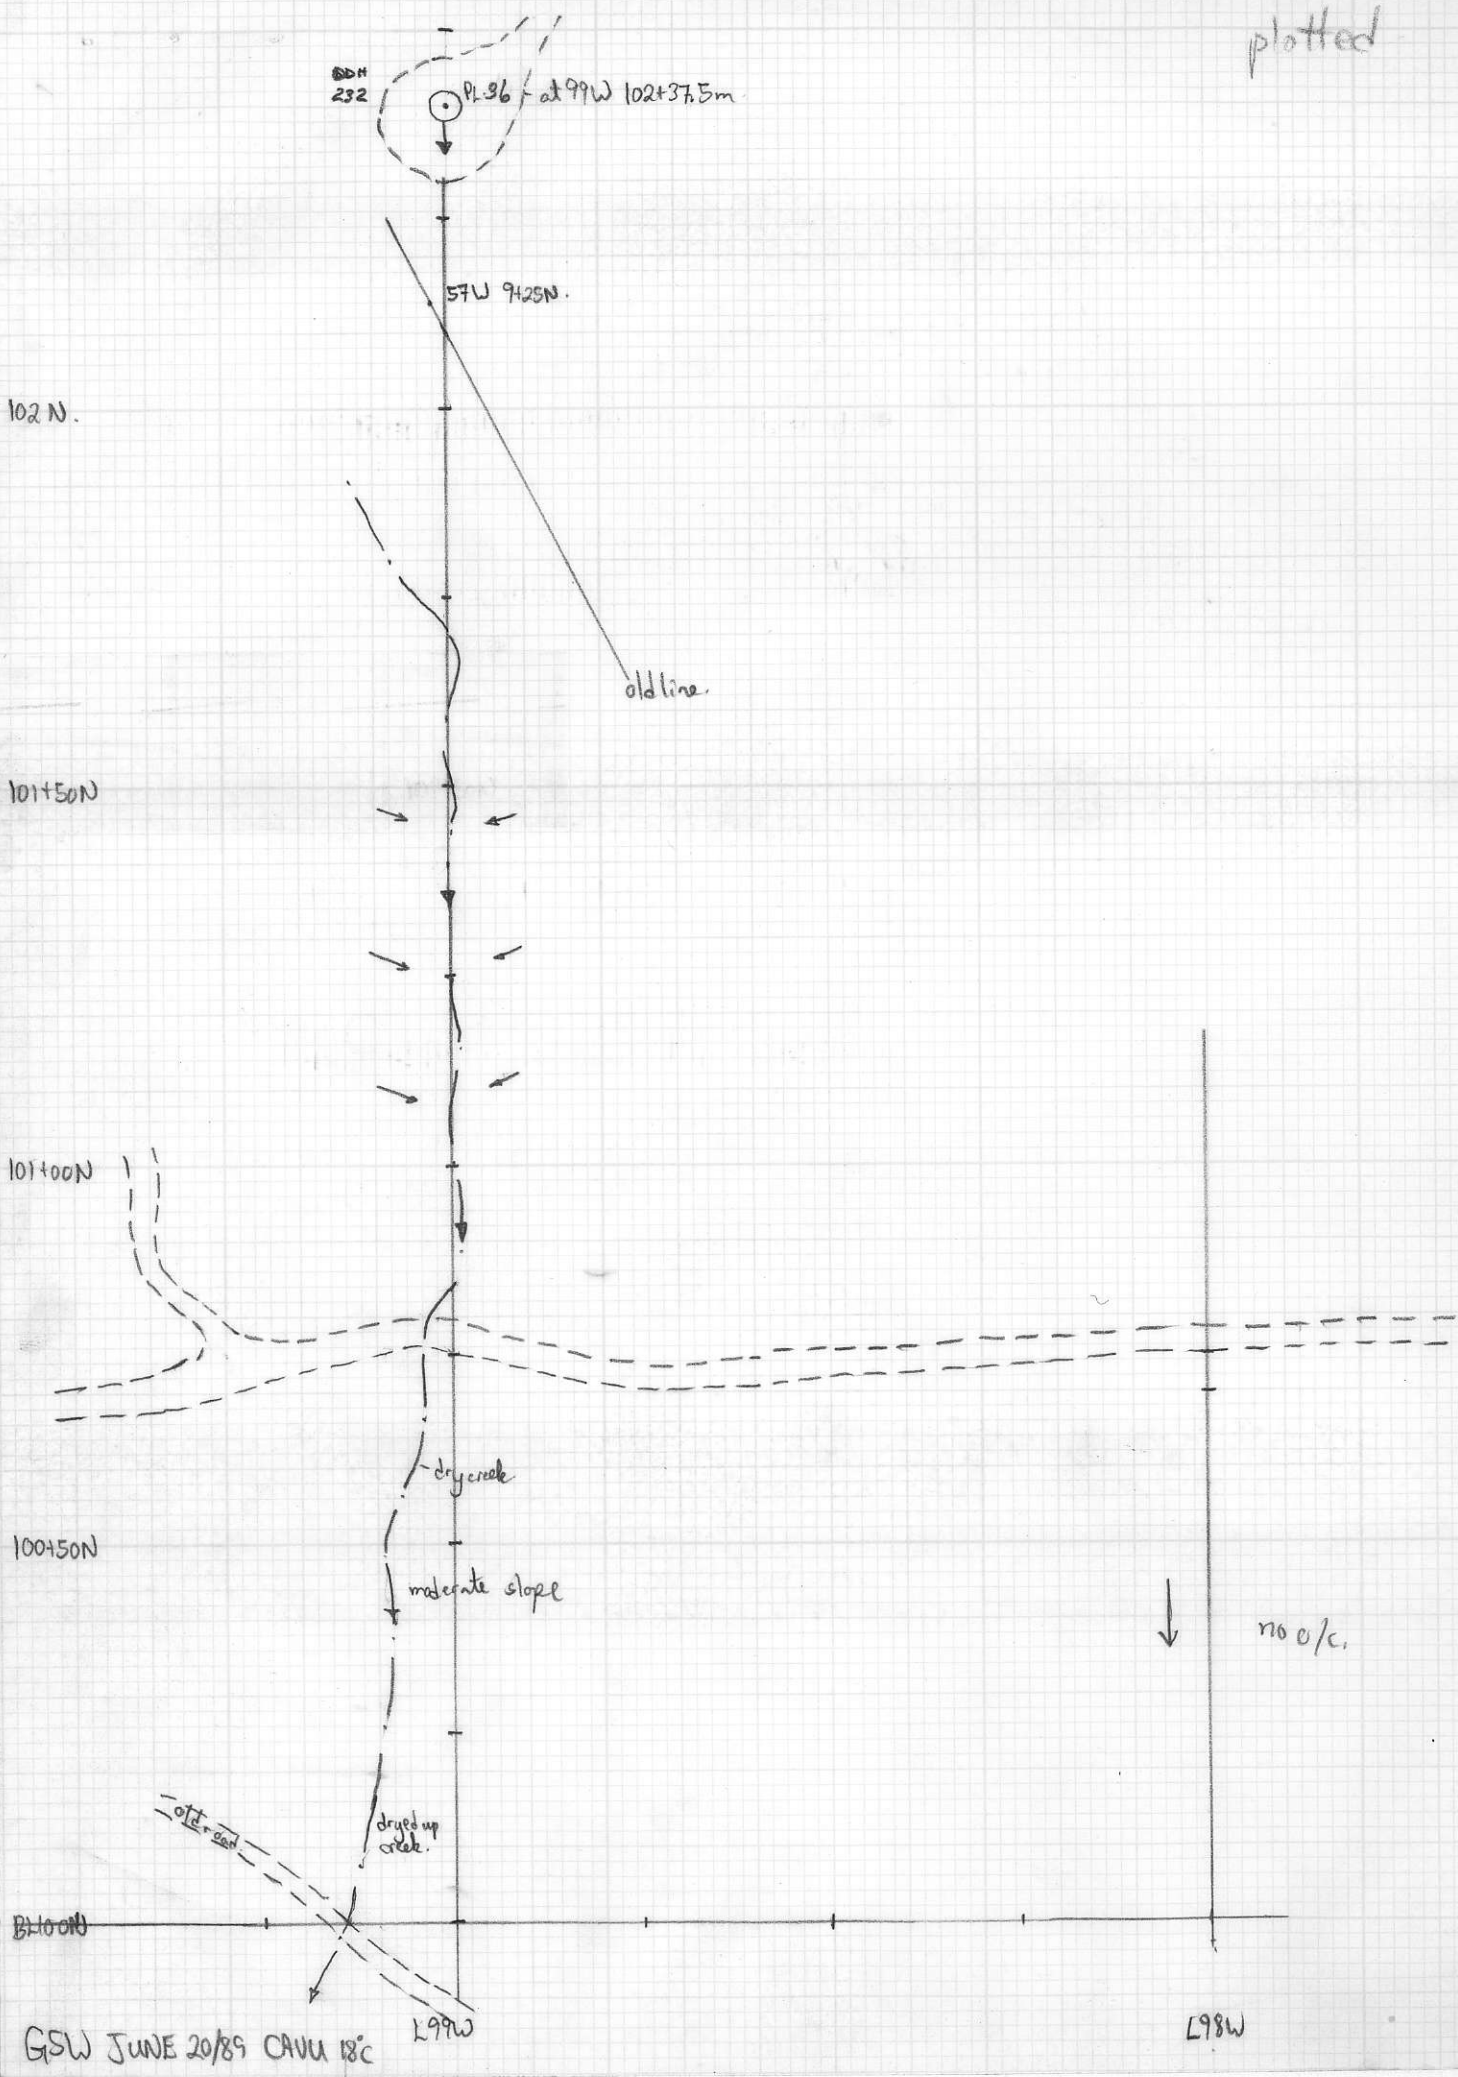 plotted
DDH
232
PL-36 - at 99W 102+37.5m
57W 9+25N.
102 N.
old line.
101+50N
101+00N
dry creek
100+50N
moderate slope
no o/c.
old road
dryed up
creek.
BL100N
L99W
L98W
GSW JUNE 20/89 CAVU 18°C